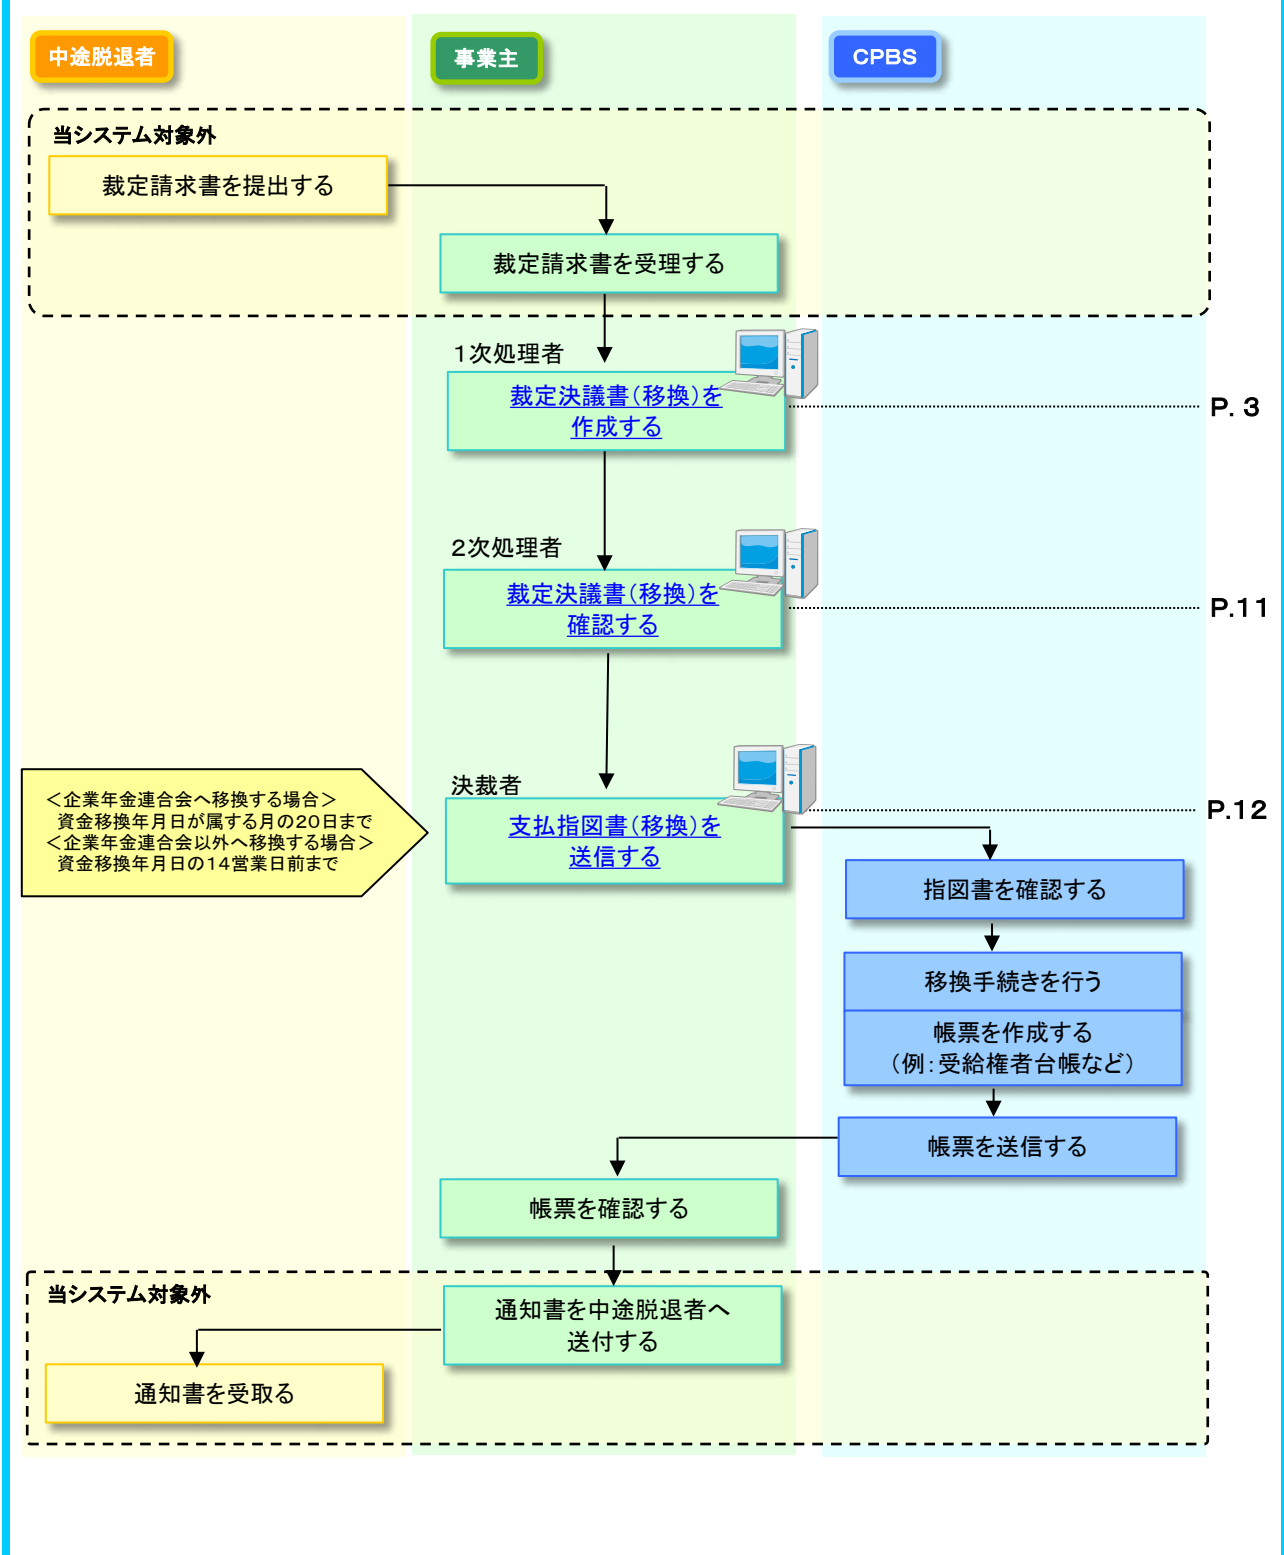 中途脱退者
事業主
CPBS
当システム対象外
裁定請求書を提出する
裁定請求書を受理する
１次処理者
裁定決議書（移換）を
作成する
P. 3
２次処理者
裁定決議書（移換）を
確認する
P.11
決裁者
支払指図書（移換）を
送信する
P.12
＜企業年金連合会へ移換する場合＞
資金移換年月日が属する月の２０日まで
＜企業年金連合会以外へ移換する場合＞
資金移換年月日の１４営業日前まで
指図書を確認する
移換手続きを行う
帳票を作成する
（例：受給権者台帳など）
帳票を送信する
帳票を確認する
当システム対象外
通知書を中途脱退者へ
送付する
通知書を受取る